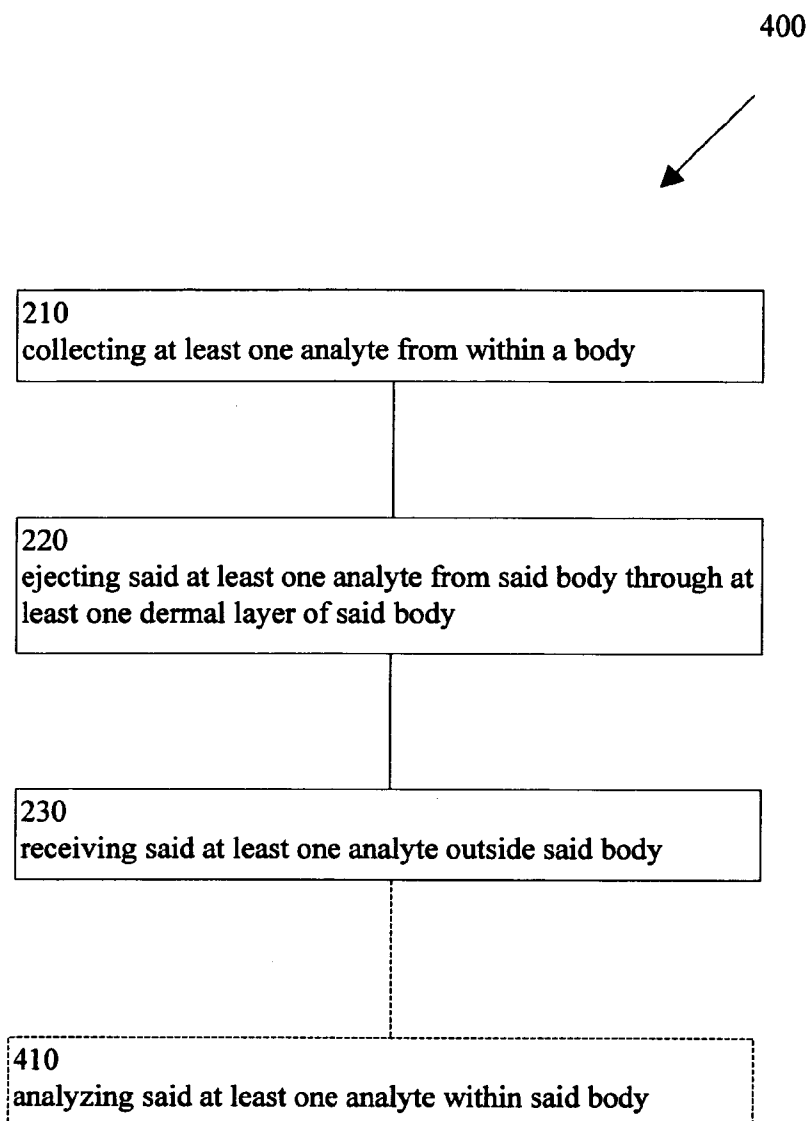 400
210
collecting at least one analyte from within a body
220
ejecting said at least one analyte from said body through at
least one dermal layer of said body
230
receiving said at least one analyte outside said body
410
analyzing said at least one analyte within said body